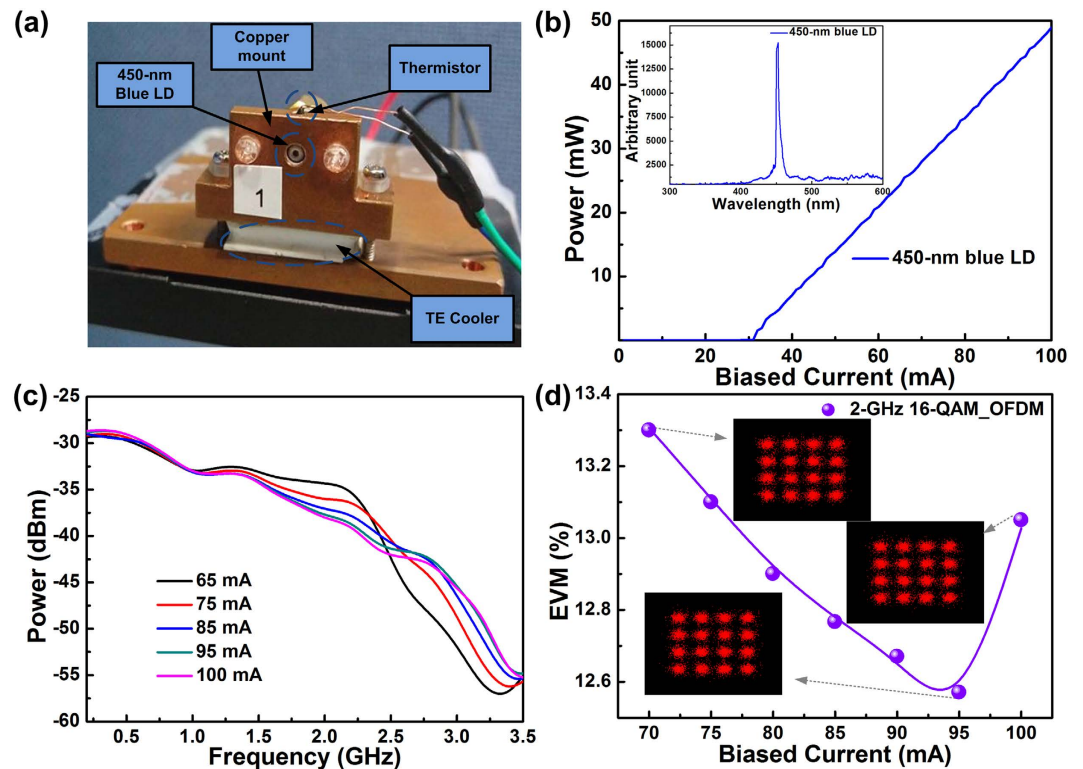 (a)
Copper
mount
Thermistor
450-nm
Blue LD
1
TE Cooler
(b)
Power (mW)
50
40
30
20
10
0
20
40
60
80
100
Biased Current (mA)
450-nm blue LD
450-nm blue LD
Arbitrary unit
15000
12500
10000
7500
5000
2500
300
400
500
600
Wavelength (nm)
(c)
Power (dBm)
-25
-30
-35
-40
-45
-50
-55
-60
65 mA
75 mA
85 mA
95 mA
100 mA
0.5
1.0
1.5
2.0
2.5
3.0
3.5
Frequency (GHz)
(d)
EVM (%)
13.4
13.2
13.0
12.8
12.6
2-GHz 16-QAM_OFDM
70
75
80
85
90
95
100
Biased Current (mA)